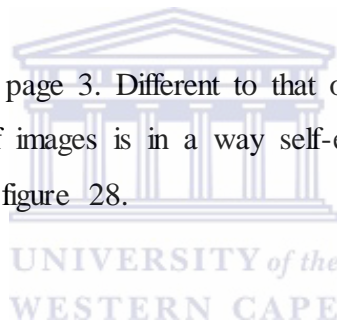 page 3. Different to that o
f images is in a way self-e
figure 28.
UNIVERSITY of the
WESTERN CAPE